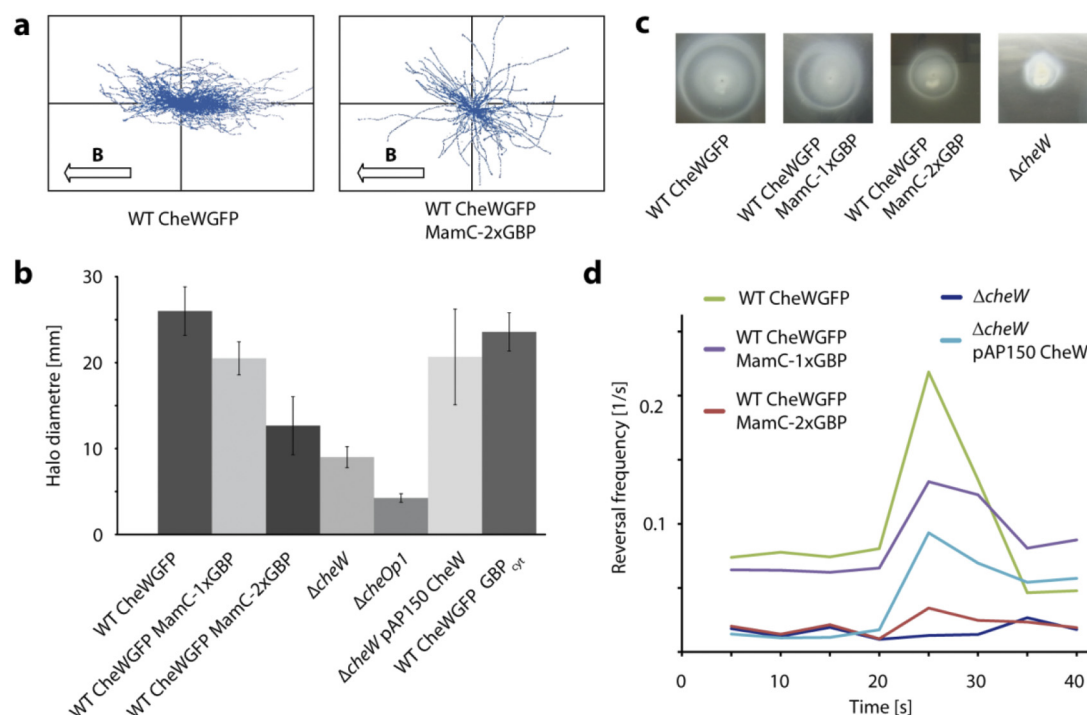 a
B
WT CheWGFP
B
WT CheWGFP
MamC-2xGBP
b
Halo diametre [mm]
30
20
10
0
WT CheWGFP
WT CheWGFP MamC-1xGBP
WT CheWGFP MamC-2xGBP
ΔcheW
ΔcheOp1
ΔcheW pAP150 CheW
WT CheWGFP GBP cyt
c
WT CheWGFP
WT CheWGFP
MamC-1xGBP
WT CheWGFP
MamC-2xGBP
ΔcheW
d
WT CheWGFP
WT CheWGFP
MamC-1xGBP
WT CheWGFP
MamC-2xGBP
ΔcheW
ΔcheW
pAP150 CheW
Reversal frequency [1/s]
0.2
0.1
0
10
20
30
40
Time [s]